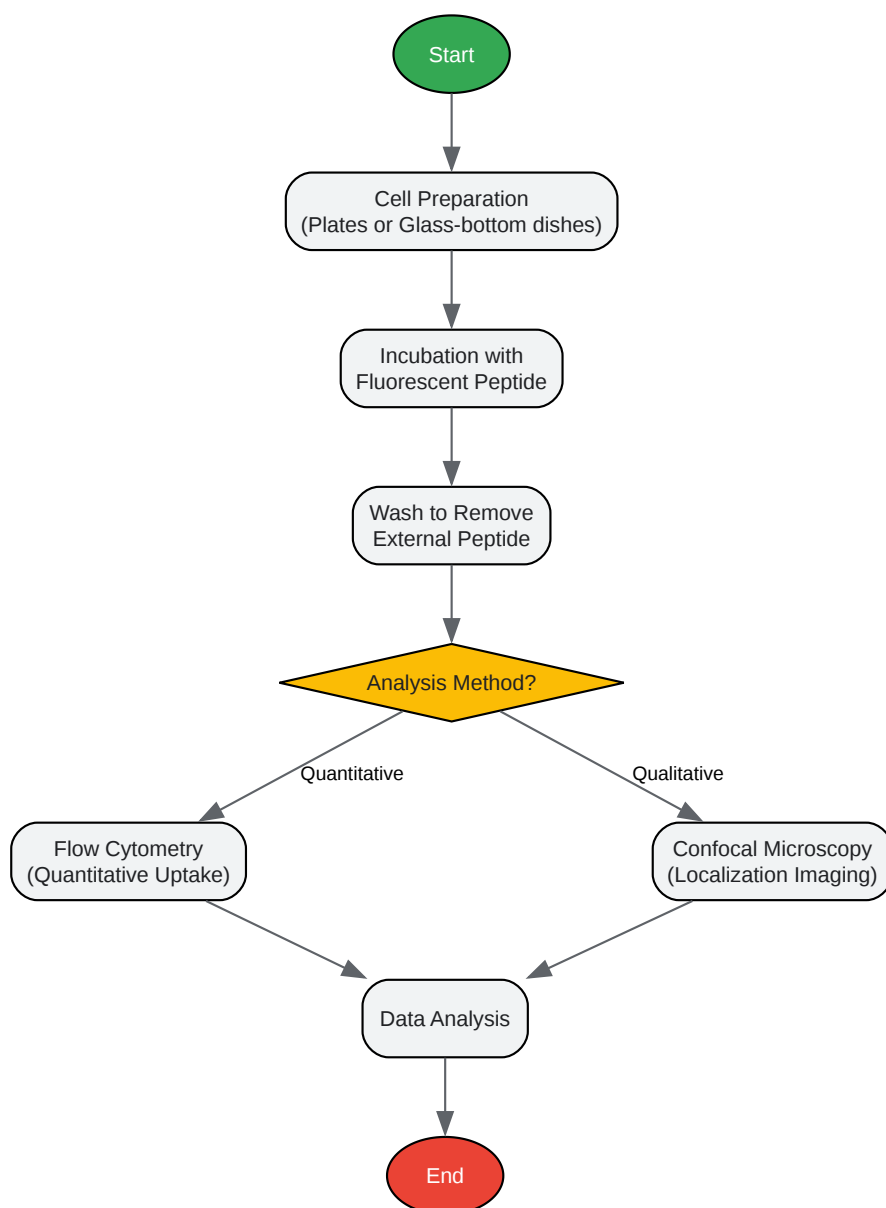 Start
Cell Preparation
(Plates or Glass-bottom dishes)
Incubation with
Fluorescent Peptide
Wash to Remove
External Peptide
Analysis Method?
Quantitative
Qualitative
Flow Cytometry
(Quantitative Uptake)
Confocal Microscopy
(Localization Imaging)
Data Analysis
End